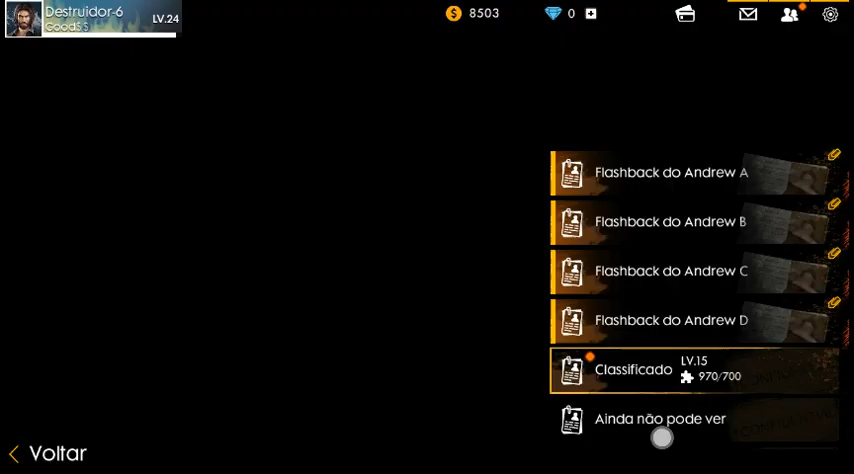 Destruidor-6
LV.24
Good$$
8503
0
Flashback do Andrew A
Flashback do Andrew B
Flashback do Andrew C
Flashback do Andrew D
Classificado
LV.15
970/700
Ainda não pode ver
Voltar